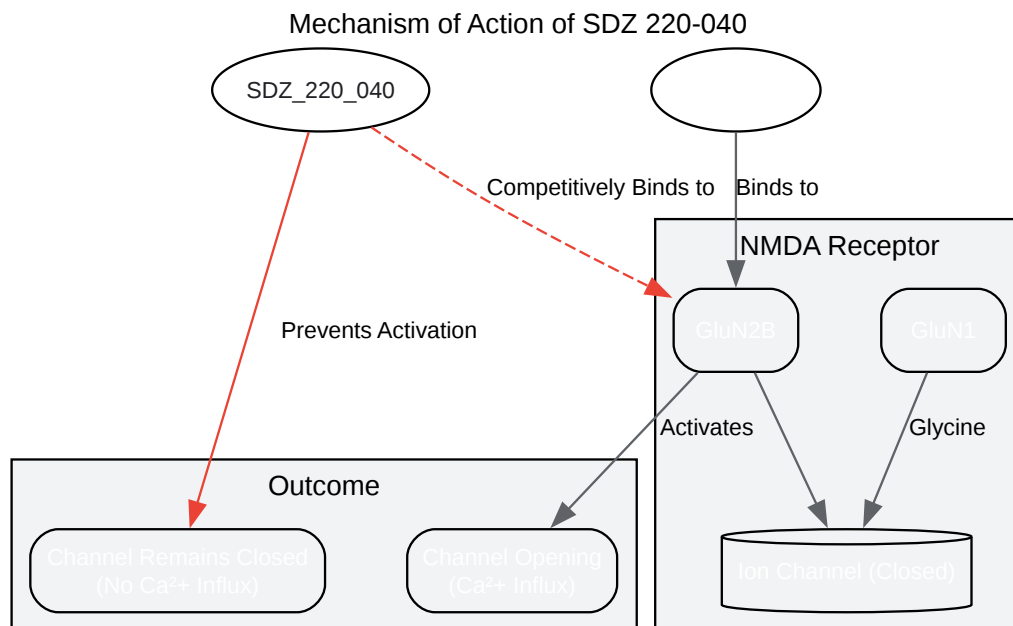 Mechanism of Action of SDZ 220-040
SDZ_220_040
Competitively Binds to
Binds to
NMDA Receptor
GluN2B
GluN1
Prevents Activation
Activates
Glycine
Outcome
Channel Remains Closed
(No Ca²+ Influx)
Channel Opening
(Ca²+ Influx)
Ion Channel (Closed)